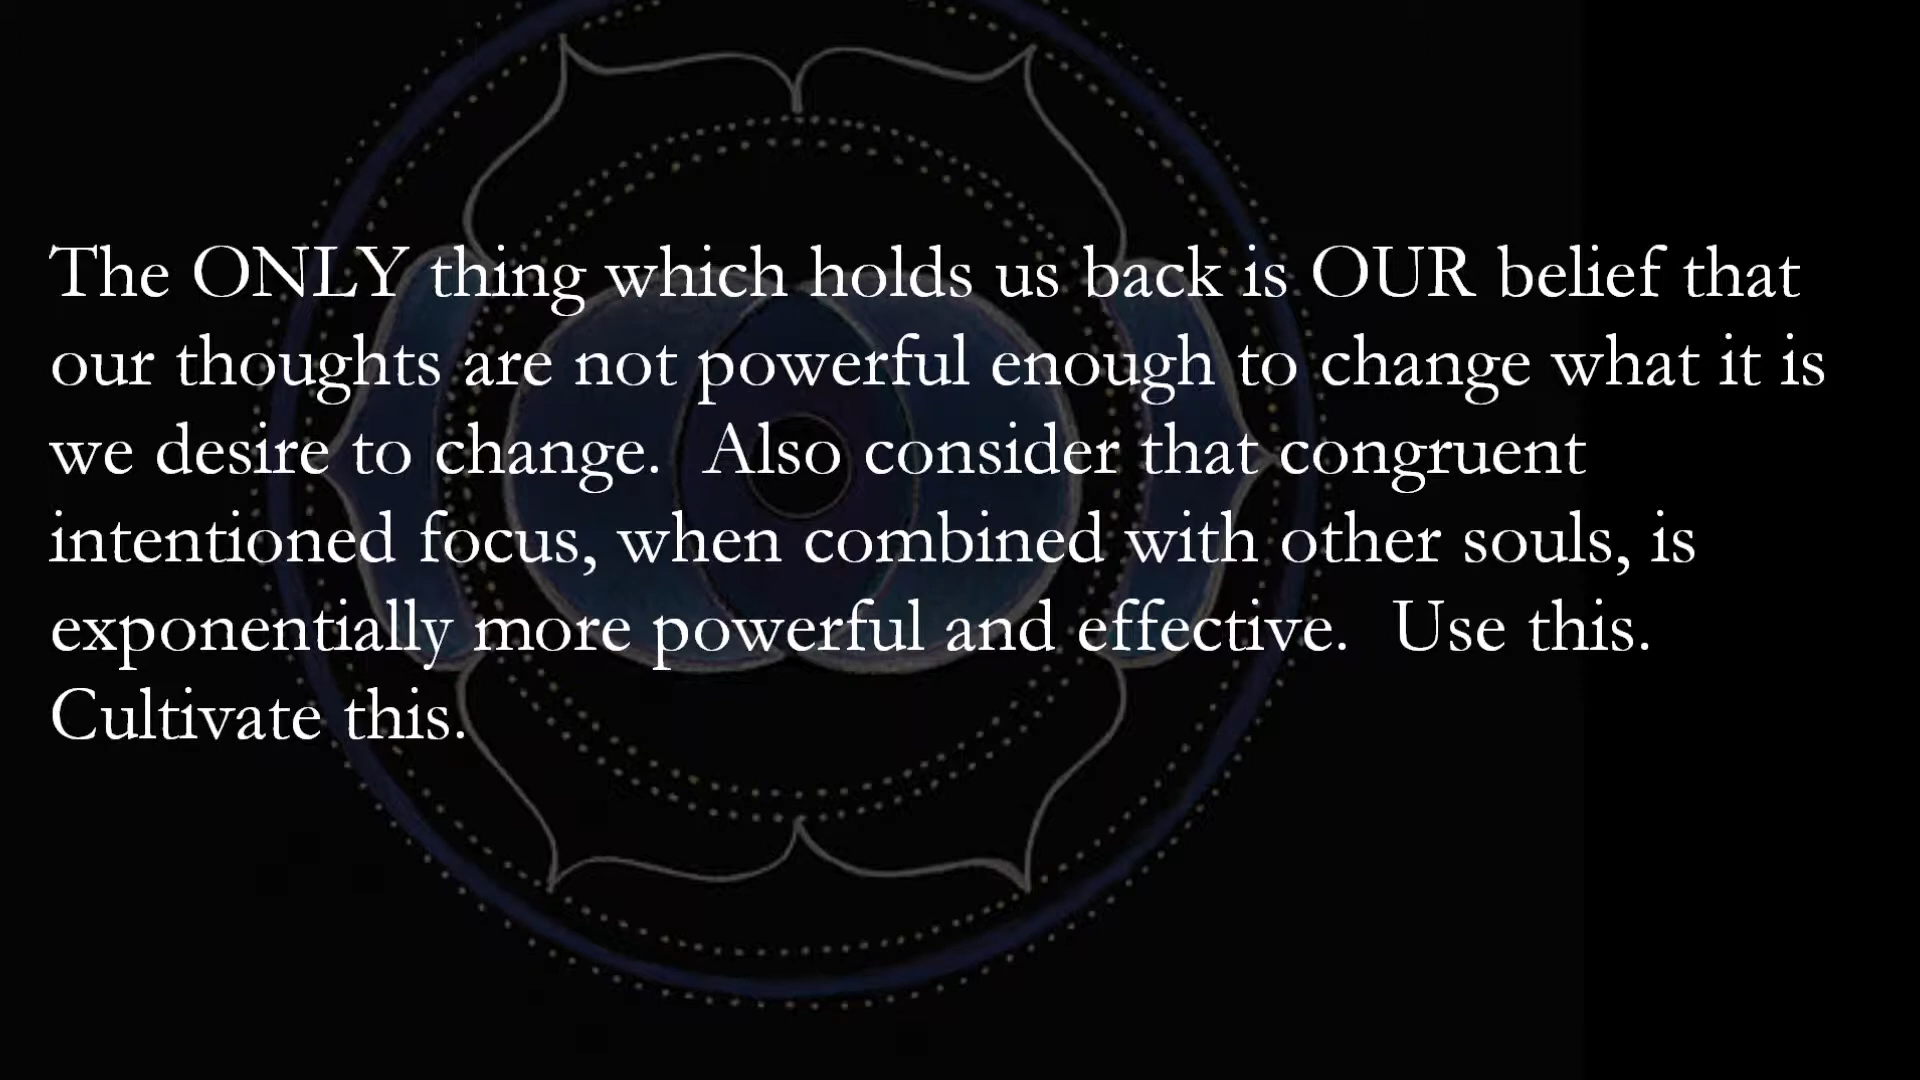 The ONLY thing which holds us back is OUR belief that
our thoughts are not powerful enough to change what it is
we desire to change.  Also consider that congruent
intentioned focus, when combined with other souls, is
exponentially more powerful and effective.  Use this.
Cultivate this.